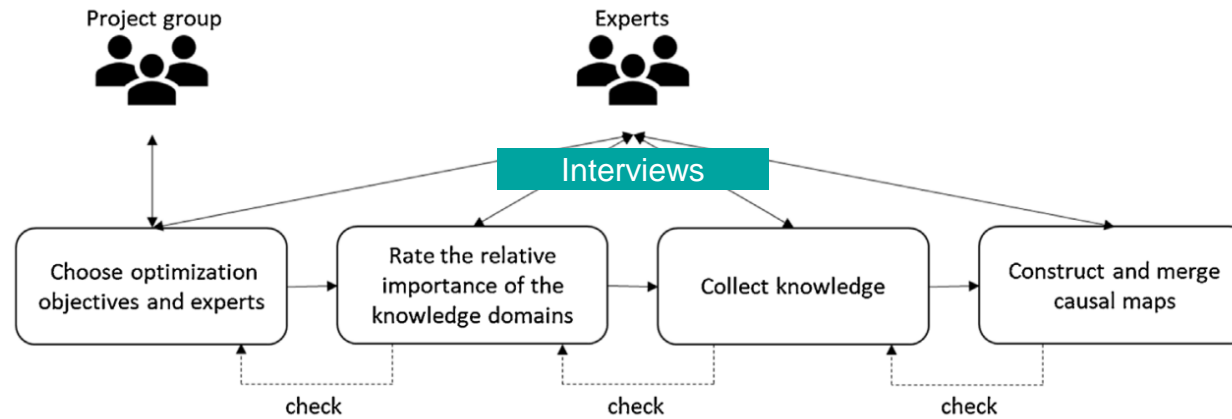 Project group
Experts
Interviews
Choose optimization
objectives and experts
Rate the relative
importance of the
knowledge domains
Collect knowledge
Construct and merge
causal maps
check
check
check